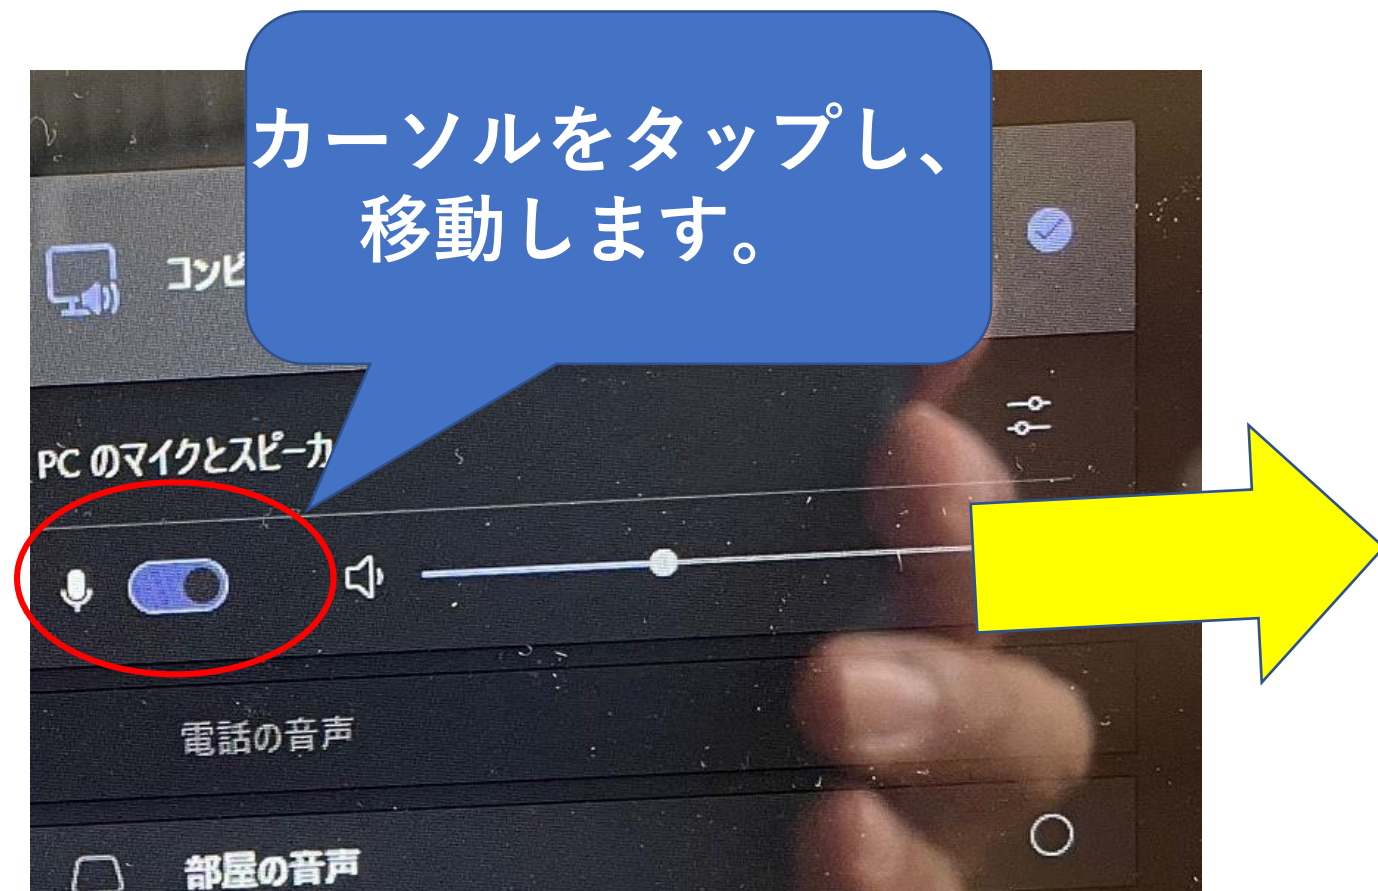 カーソルをタップし、
移動します。
コンピ
PC のマイクとスピーカ
電話の音声
部屋の音声